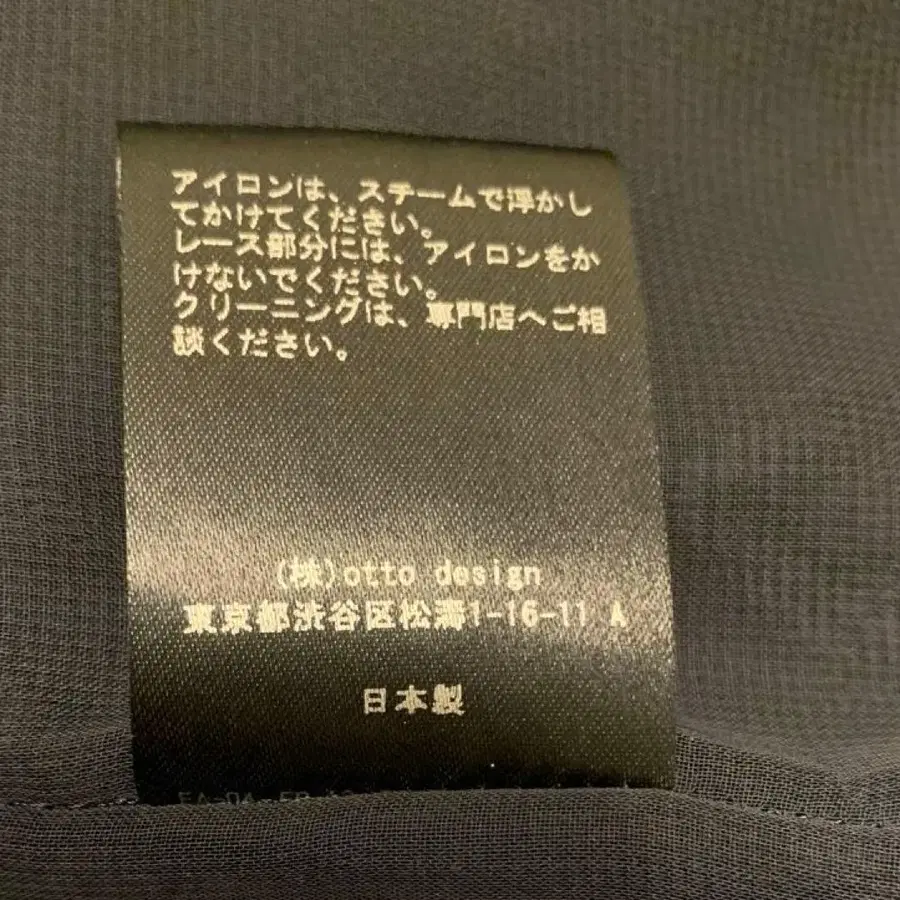 アイロンは、スチームで浮かし
てかけてください。
レース部分には、アイロンをか
けないでください。
クリーニングは、専門店へご相
談ください。
(株)otto design
東京都渋谷区松濤1-16-11 A
日本製